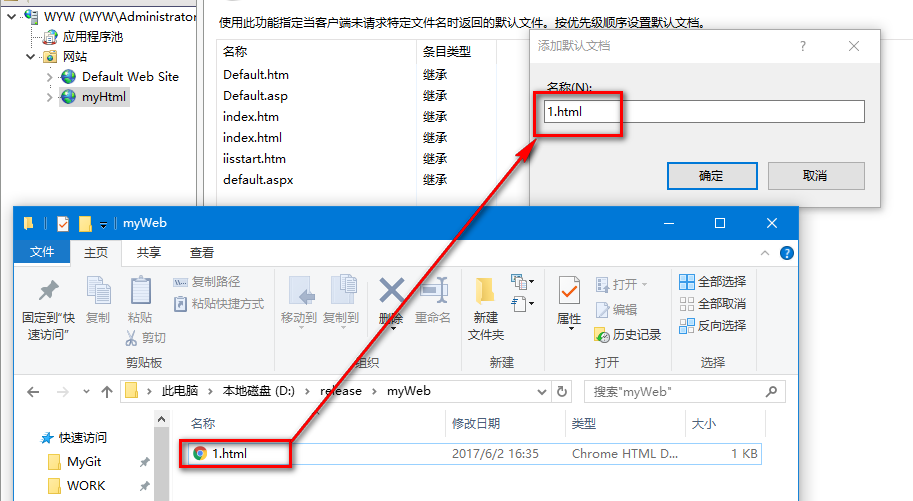 WYW (WYW\Administrator
应用程序池
网站
Default Web Site
myHtml
使用此功能指定当客户端未请求特定文件名时返回的默认文件。按优先级顺序设置默认文档。
名称 条目类型
Default.htm 继承
Default.asp 继承
index.htm 继承
index.html 继承
iisstart.htm 继承
default.aspx 继承
添加默认文档 ?
名称(N):
1.html
确定 取消
myWeb
文件 主页 共享 查看
固定到"快速访问"
复制
粘贴
复制路径
粘贴快捷方式
剪切
剪贴板
移动到 复制到 删除 重命名
组织
新建文件夹
新建
属性
打开
编辑
历史记录
打开
全部选择
全部取消
反向选择
选择
此电脑 > 本地磁盘 (D:) > release > myWeb
搜索"myWeb"
名称 修改日期 类型 大小
快速访问
MyGit
WORK
1.html 2017/6/2 16:35 Chrome HTML D... 1 KB